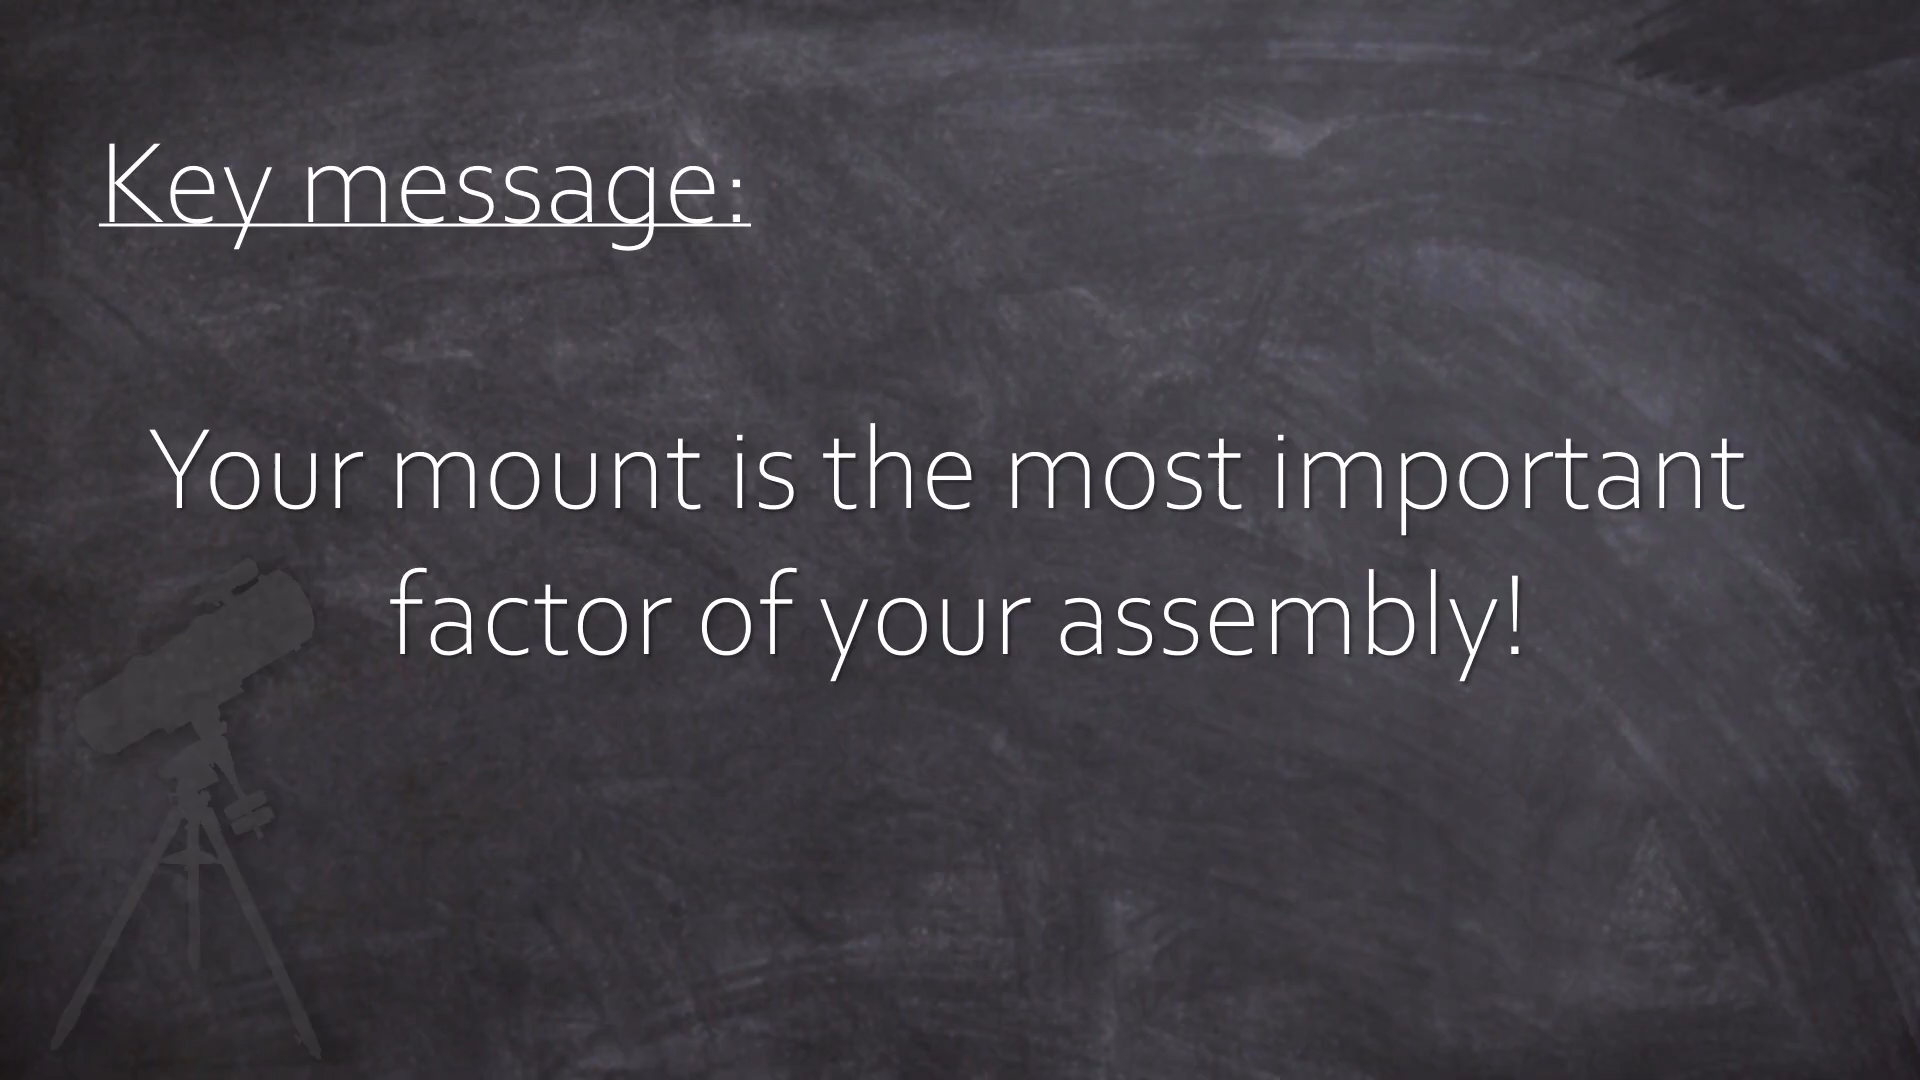 Key message:
Your mount is the most important
factor of your assembly!